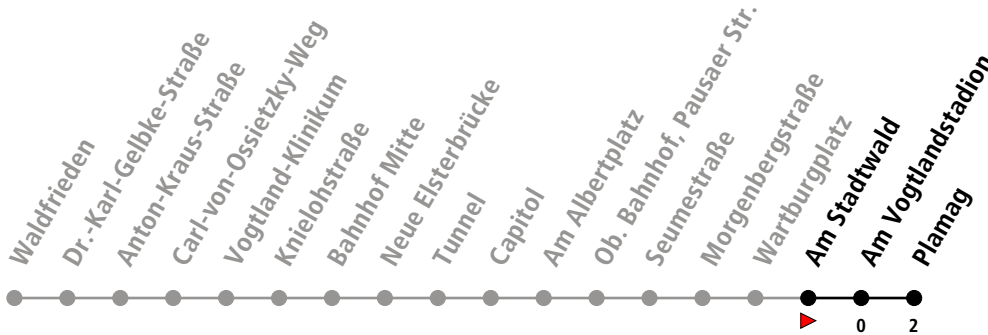 Waldfrieden
Dr.-Karl-Gelbke-Straße
Anton-Kraus-Straße
Carl-von-Ossietzky-Weg
Vogtland-Klinikum
Knielohstraße
Bahnhof Mitte
Neue Elsterbrücke
Tunnel
Capitol
Am Albertplatz
Ob. Bahnhof, Pausaer Str.
Seumestraße
Morgenbergstraße
Wartburgplatz
Am Stadtwald
Am Vogtlandstadion
Plamag
0 2